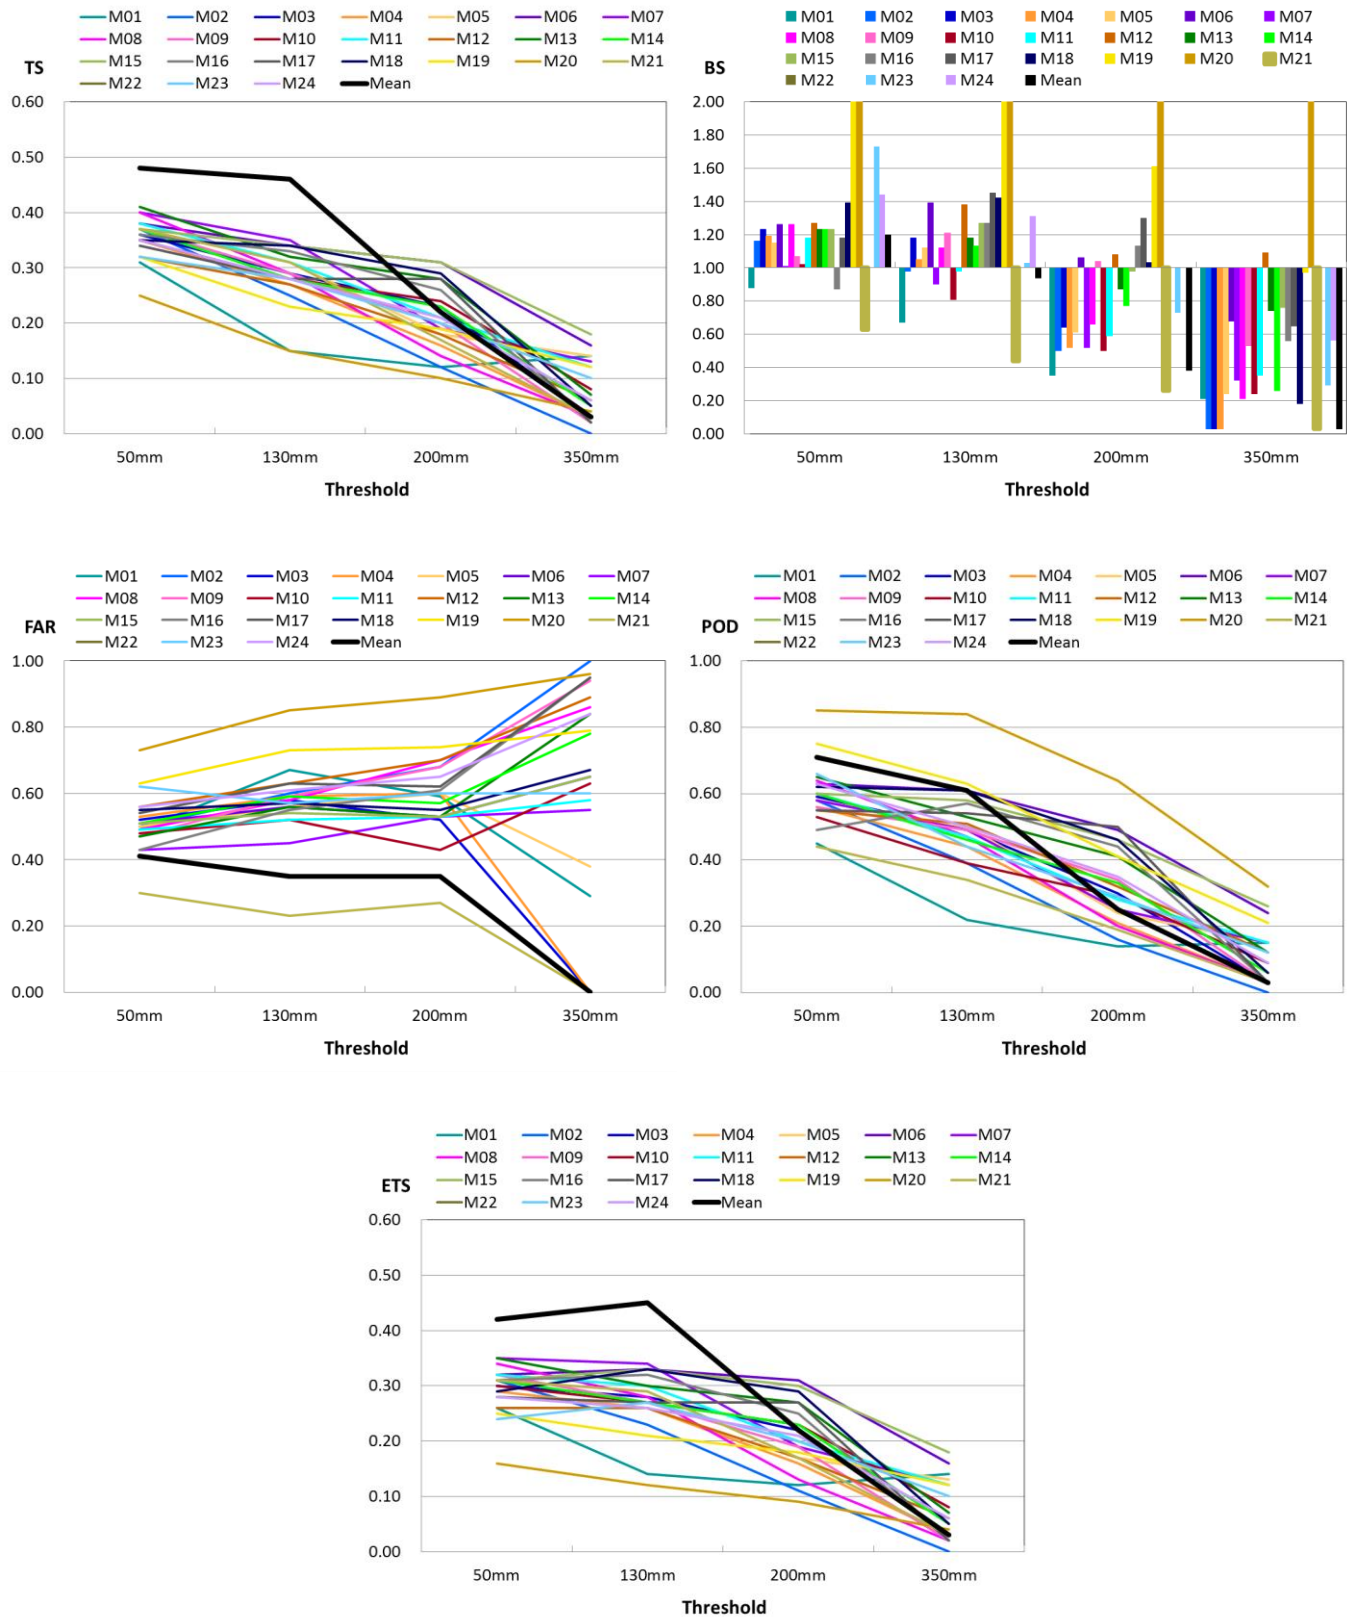 M01 M02 M03 M04 M05 M06 M07
M08 M09 M10 M11 M12 M13 M14
M15 M16 M17 M18 M19 M20 M21
M22 M23 M24 Mean
TS
0.60
0.50
0.40
0.30
0.20
0.10
0.00
50mm 130mm 200mm 350mm
Threshold
M01 M02 M03 M04 M05 M06 M07
M08 M09 M10 M11 M12 M13 M14
M15 M16 M17 M18 M19 M20 M21
M22 M23 M24 Mean
BS
2.00
1.80
1.60
1.40
1.20
1.00
0.80
0.60
0.40
0.20
0.00
50mm 130mm 200mm 350mm
Threshold
M01 M02 M03 M04 M05 M06 M07
M08 M09 M10 M11 M12 M13 M14
M15 M16 M17 M18 M19 M20 M21
M22 M23 M24 Mean
FAR
1.00
0.80
0.60
0.40
0.20
0.00
50mm 130mm 200mm 350mm
Threshold
M01 M02 M03 M04 M05 M06 M07
M08 M09 M10 M11 M12 M13 M14
M15 M16 M17 M18 M19 M20 M21
M22 M23 M24 Mean
POD
1.00
0.80
0.60
0.40
0.20
0.00
50mm 130mm 200mm 350mm
Threshold
M01 M02 M03 M04 M05 M06 M07
M08 M09 M10 M11 M12 M13 M14
M15 M16 M17 M18 M19 M20 M21
M22 M23 M24 Mean
ETS
0.60
0.50
0.40
0.30
0.20
0.10
0.00
50mm 130mm 200mm 350mm
Threshold